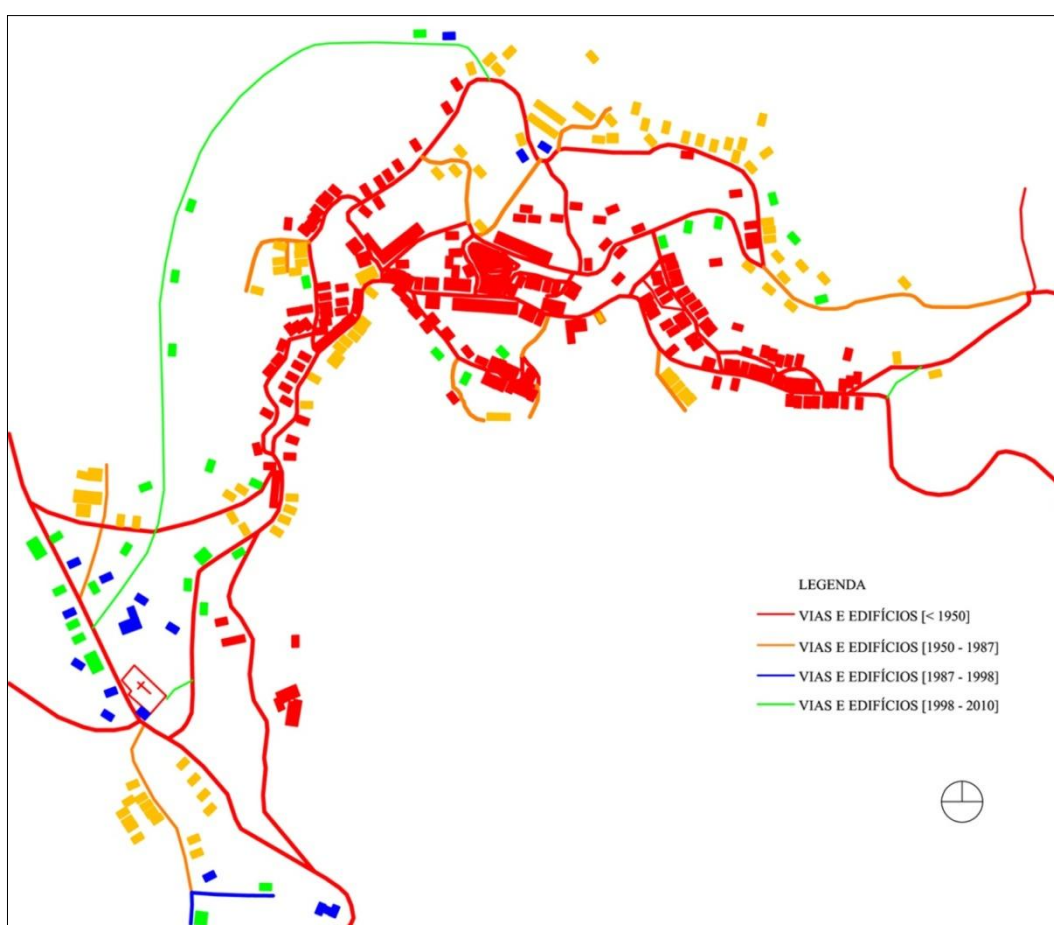 LEGENDA
VIAS E EDIFÍCIOS [< 1950]
VIAS E EDIFÍCIOS [1950 - 1987]
VIAS E EDIFÍCIOS [1987 - 1998]
VIAS E EDIFÍCIOS [1998 - 2010]